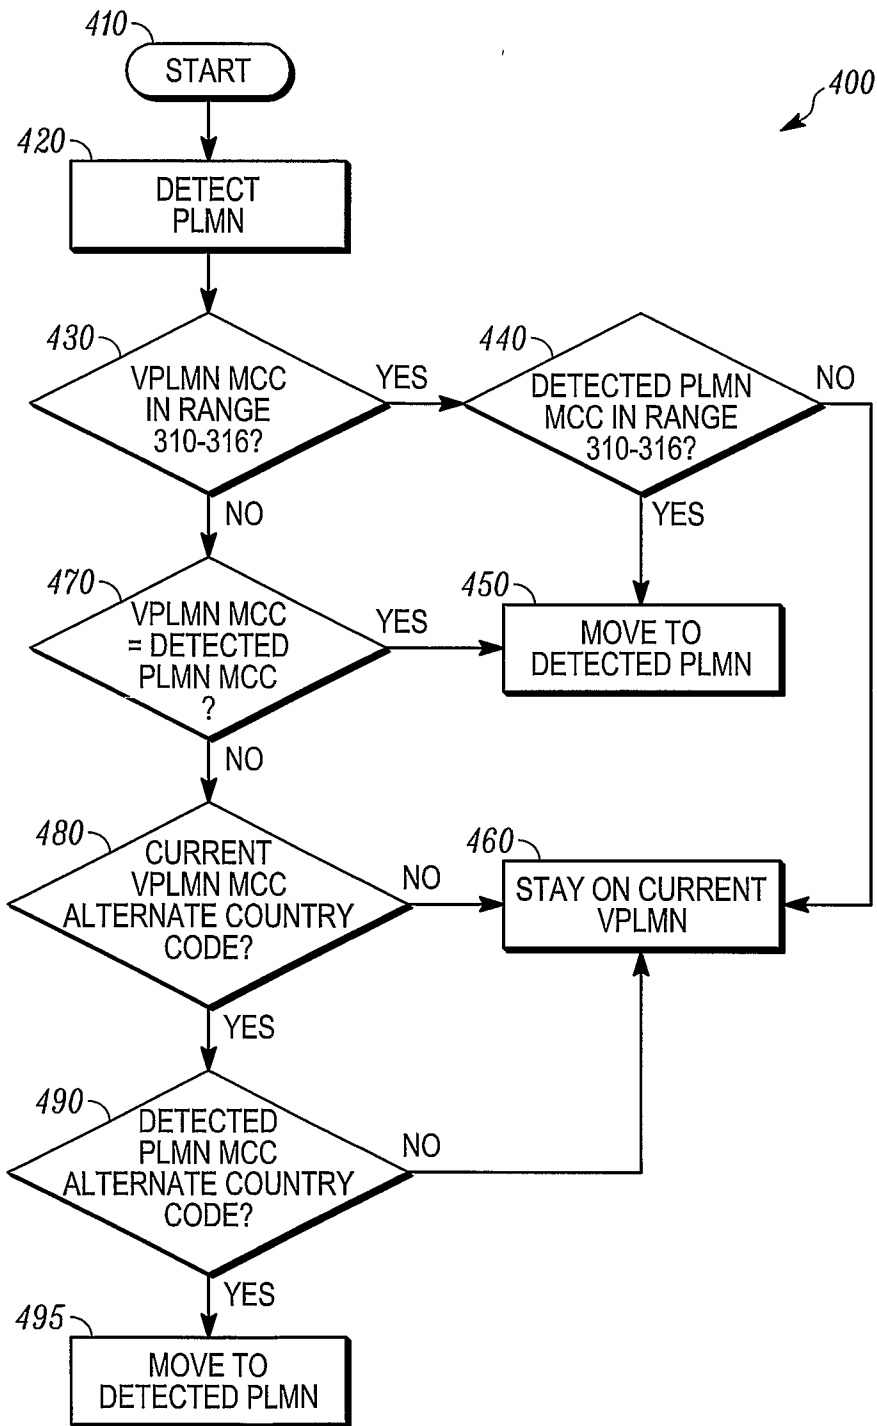 410
START
400
420
DETECT
PLMN
430
VPLMN MCC
IN RANGE
310-316?
YES
440
DETECTED PLMN
MCC IN RANGE
310-316?
NO
NO
YES
470
VPLMN MCC
= DETECTED
PLMN MCC
?
YES
450
MOVE TO
DETECTED PLMN
NO
480
CURRENT
VPLMN MCC
ALTERNATE COUNTRY
CODE?
NO
460
STAY ON CURRENT
VPLMN
YES
490
DETECTED
PLMN MCC
ALTERNATE COUNTRY
CODE?
NO
YES
495
MOVE TO
DETECTED PLMN